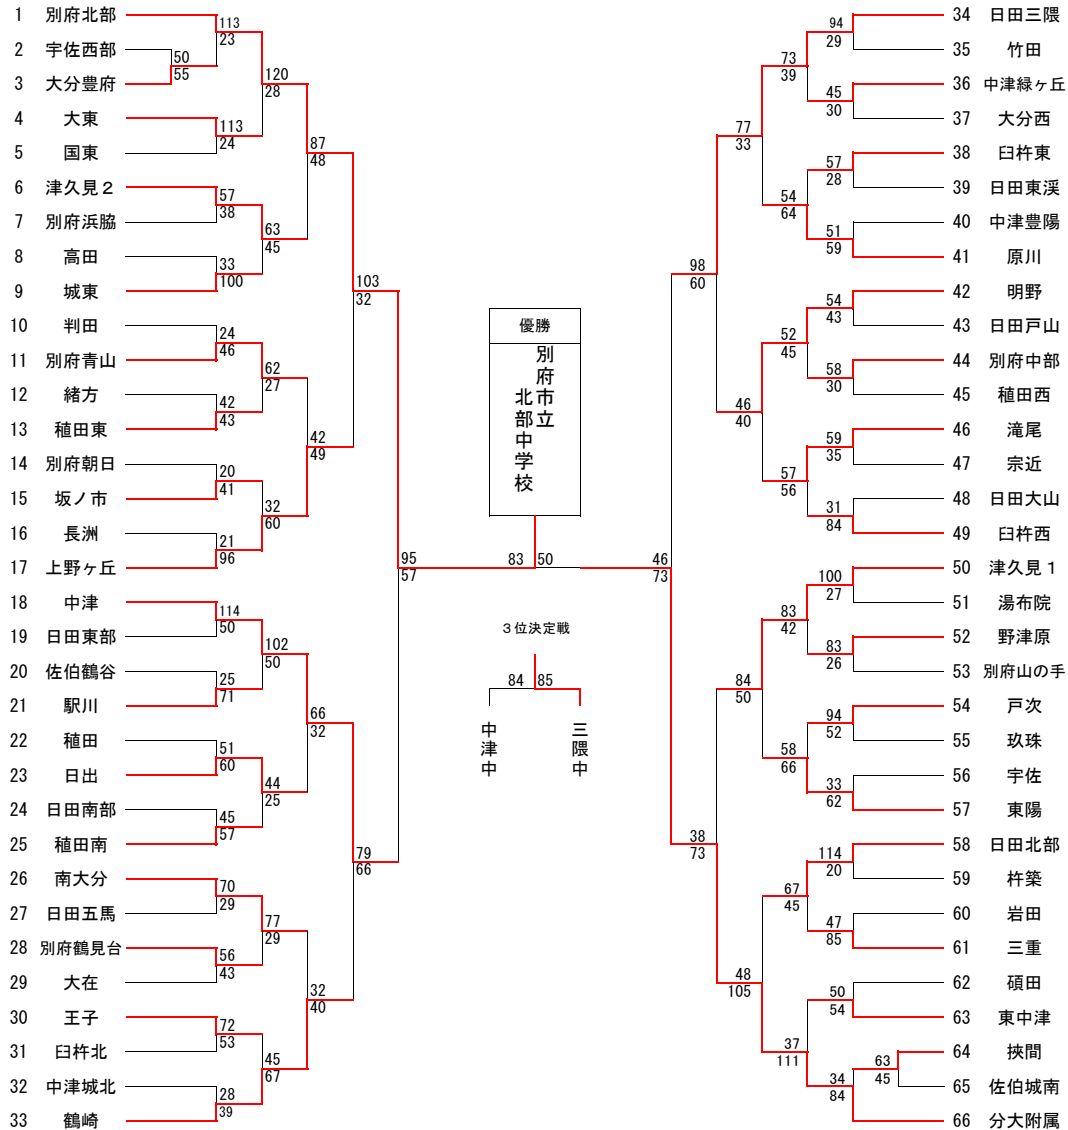 1 別府北部
2 宇佐西部
3 大分豊府
4 大東
5 国東
6 津久見２
7 別府浜脇
8 高田
9 城東
10 判田
11 別府青山
12 緒方
13 稙田東
14 別府朝日
15 坂ノ市
16 長洲
17 上野ヶ丘
18 中津
19 日田東部
20 佐伯鶴谷
21 駅川
22 稙田
23 日出
24 日田南部
25 稙田南
26 南大分
27 日田五馬
28 別府鶴見台
29 大在
30 王子
31 臼杵北
32 中津城北
33 鶴崎
113
23
50
55
113
24
57
38
33
100
24
46
42
43
20
41
21
96
114
50
25
71
51
60
45
57
70
29
56
43
72
53
28
39
120
28
63
45
62
27
32
60
102
50
44
25
77
29
45
67
87
48
42
49
66
32
32
40
103
32
79
66
95
57
優勝
別府市立
北部中学校
83 50
３位決定戦
84 85
中津中
三隈中
46
73
98
60
38
73
77
33
46
40
84
50
48
105
73
39
54
64
52
45
57
56
83
42
58
66
67
45
37
111
94
29
45
30
57
28
51
59
54
43
58
30
59
35
31
84
100
27
83
26
94
52
33
62
114
20
47
85
50
54
34
84
63
45
34 日田三隈
35 竹田
36 中津緑ヶ丘
37 大分西
38 臼杵東
39 日田東渓
40 中津豊陽
41 原川
42 明野
43 日田戸山
44 別府中部
45 稙田西
46 滝尾
47 宗近
48 日田大山
49 臼杵西
50 津久見１
51 湯布院
52 野津原
53 別府山の手
54 戸次
55 玖珠
56 宇佐
57 東陽
58 日田北部
59 杵築
60 岩田
61 三重
62 碩田
63 東中津
64 挾間
65 佐伯城南
66 分大附属